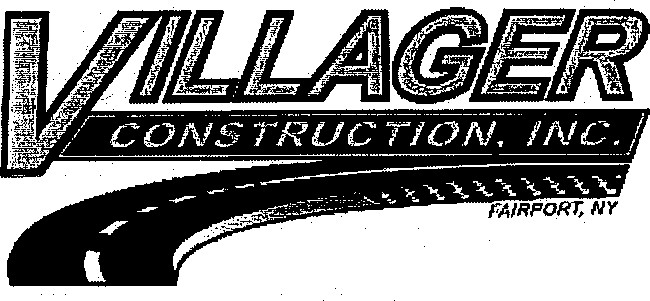 VILLAGER
CONSTRUCTION, INC.
FAIRPORT, NY